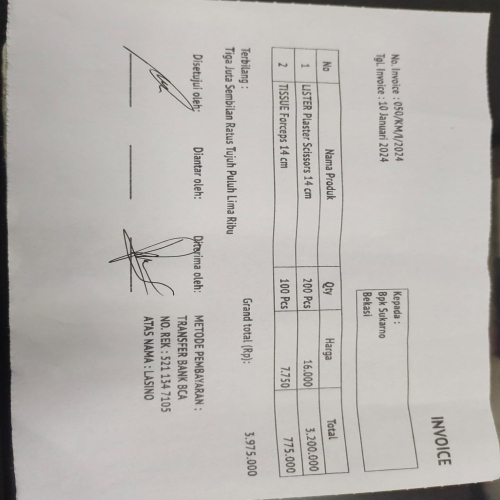 INVOICE
No. Invoice : 050/KM/I/2024
Tgl. Invoice : 10 Januari 2024
Kepada :
Bpk Sukarno
Bekasi
No Nama Produk Qty Harga Total
1 LISTER Plaster Scissors 14 cm 200 Pcs 16.000 3.200.000
2 TISSUE Forceps 14 cm 100 Pcs 7.750 775.000
Grand total (Rp): 3.975.000
Terbilang :
Tiga Juta Sembilan Ratus Tujuh Puluh Lima Ribu
Disetujui oleh: Diantar oleh: Diterima oleh:
METODE PEMBAYARAN :
TRANSFER BANK BCA
NO. REK : 521 134 7105
ATAS NAMA : LASINO